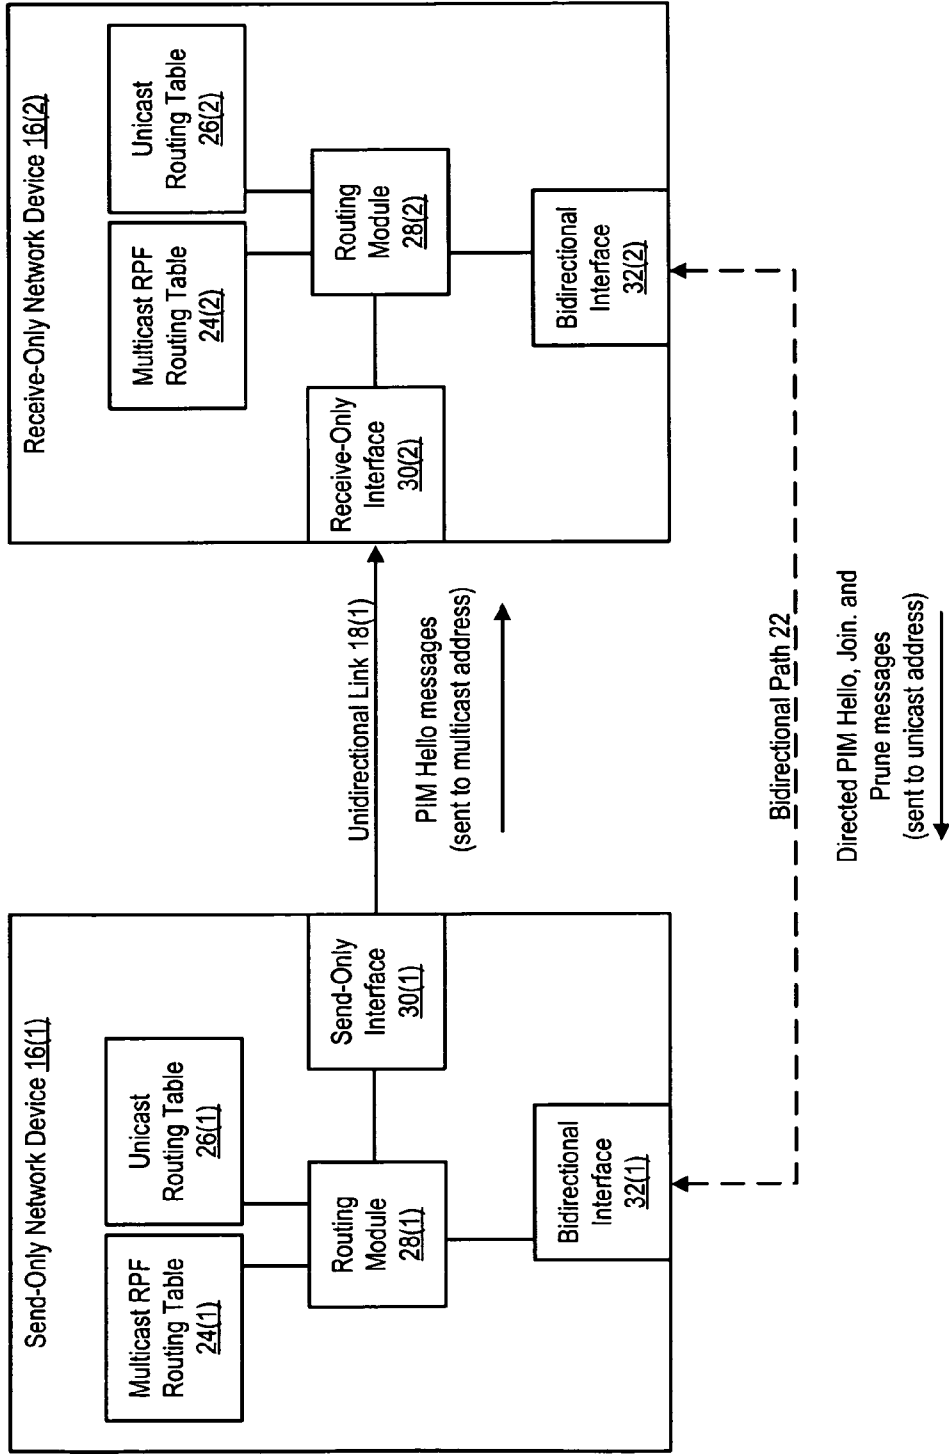 Send-Only Network Device 16(1)
Multicast RPF
Routing Table
24(1)
Unicast
Routing Table
26(1)
Routing
Module
28(1)
Send-Only
Interface
30(1)
Bidirectional
Interface
32(1)
Unidirectional Link 18(1)
PIM Hello messages
(sent to multicast address)
Bidirectional Path 22
Directed PIM Hello, Join. and
Prune messages
(sent to unicast address)
Receive-Only Network Device 16(2)
Multicast RPF
Routing Table
24(2)
Unicast
Routing Table
26(2)
Routing
Module
28(2)
Receive-Only
Interface
30(2)
Bidirectional
Interface
32(2)